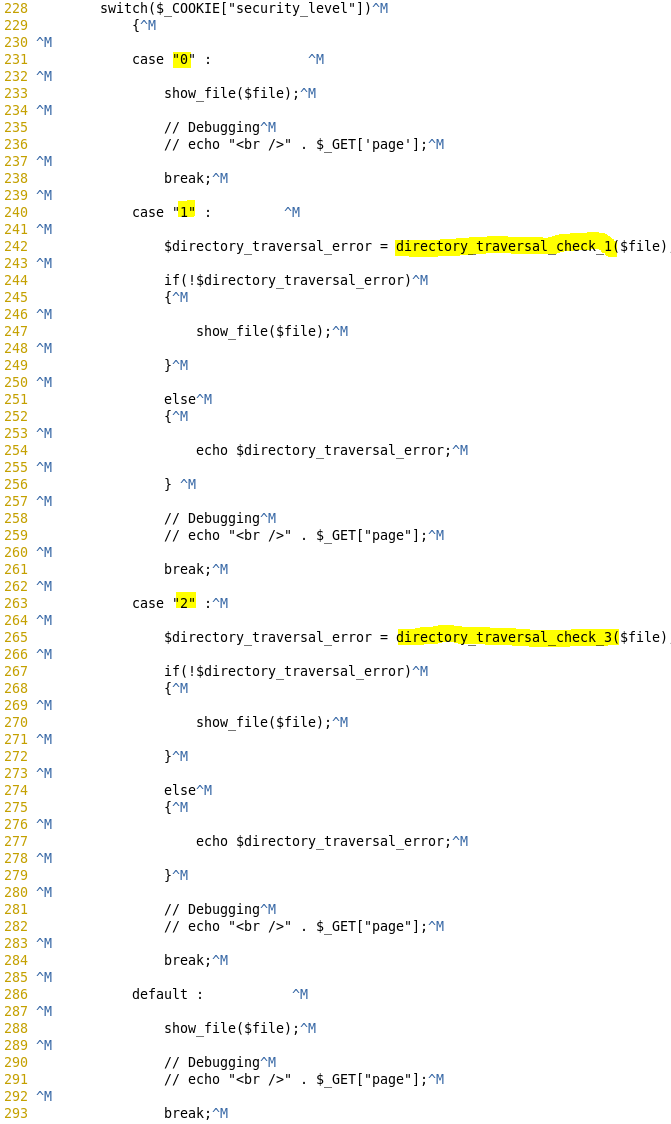 228 switch($_COOKIE["security_level"])^M
229 {^M
230 ^M
231 case "0" : ^M
232 ^M
233 show_file($file);^M
234 ^M
235 // Debugging^M
236 // echo "<br />" . $_GET['page'];^M
237 ^M
238 break;^M
239 ^M
240 case "1" : ^M
241 ^M
242 $directory_traversal_error = directory_traversal_check_1($file)
243 ^M
244 if(!$directory_traversal_error)^M
245 {^M
246 ^M
247 show_file($file);^M
248 ^M
249 }^M
250 ^M
251 else^M
252 {^M
253 ^M
254 echo $directory_traversal_error;^M
255 ^M
256 } ^M
257 ^M
258 // Debugging^M
259 // echo "<br />" . $_GET["page"];^M
260 ^M
261 break;^M
262 ^M
263 case "2" :^M
264 ^M
265 $directory_traversal_error = directory_traversal_check_3($file)
266 ^M
267 if(!$directory_traversal_error)^M
268 {^M
269 ^M
270 show_file($file);^M
271 ^M
272 }^M
273 ^M
274 else^M
275 {^M
276 ^M
277 echo $directory_traversal_error;^M
278 ^M
279 }^M
280 ^M
281 // Debugging^M
282 // echo "<br />" . $_GET["page"];^M
283 ^M
284 break;^M
285 ^M
286 default : ^M
287 ^M
288 show_file($file);^M
289 ^M
290 // Debugging^M
291 // echo "<br />" . $_GET["page"];^M
292 ^M
293 break;^M